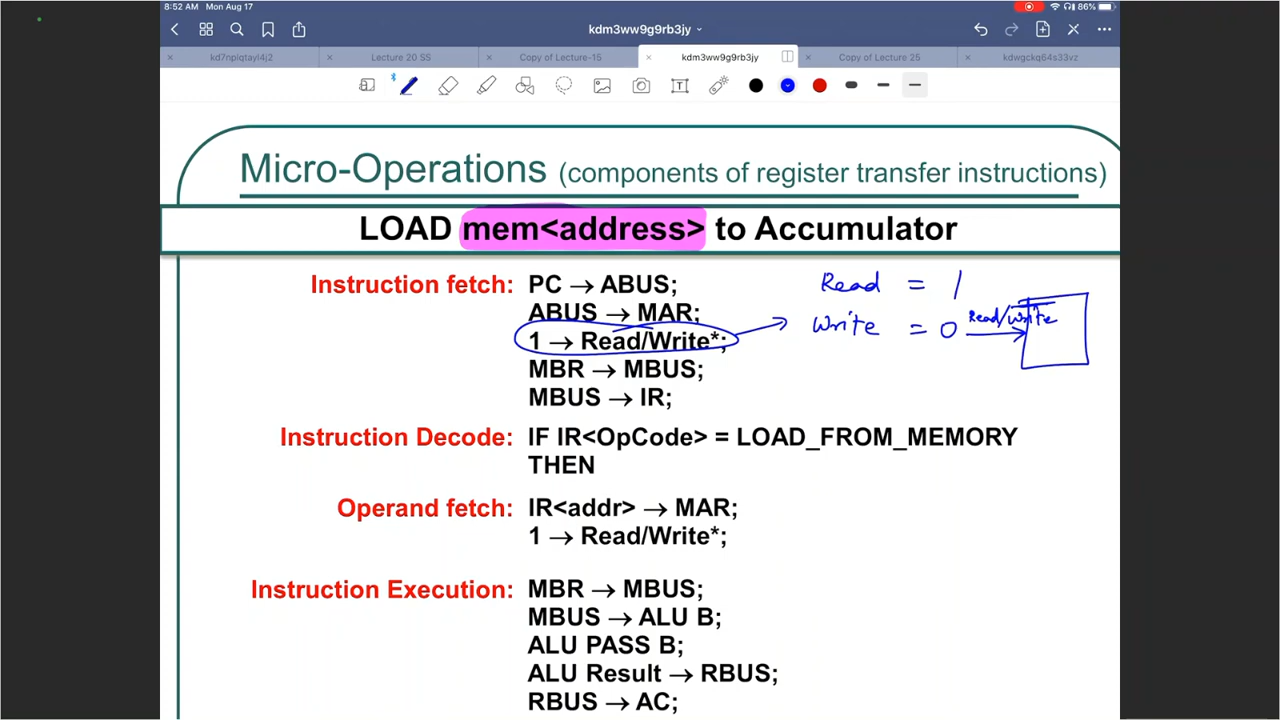 8:52 AM Mon Aug 17
86%
kdm3ww9g9rb3jy
kd7nplqtayl4j2
Lecture 20 SS
Copy of Lecture-15
kdm3ww9g9rb3jy
Copy of Lecture 25
kdwgckq64s33vz
Micro-Operations (components of register transfer instructions)
LOAD mem<address> to Accumulator
Instruction fetch: PC → ABUS;
ABUS → MAR;
1 → Read/Write*;
MBR → MBUS;
MBUS → IR;
Read = 1
Write = 0
Read/Write
Instruction Decode: IF IR<OpCode> = LOAD_FROM_MEMORY
THEN
Operand fetch: IR<addr> → MAR;
1 → Read/Write*;
Instruction Execution: MBR → MBUS;
MBUS → ALU B;
ALU PASS B;
ALU Result → RBUS;
RBUS → AC;